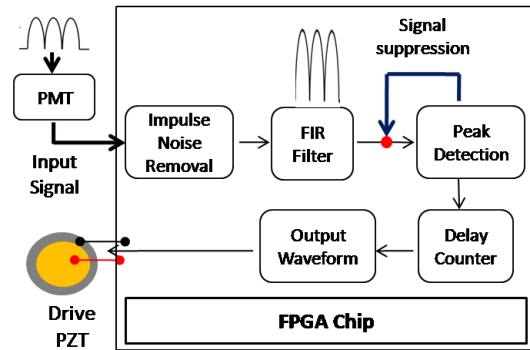 Signal
suppression
PMT
Input
Signal
Impulse
Noise
Removal
FIR
Filter
Peak
Detection
Output
Waveform
Delay
Counter
Drive
PZT
FPGA Chip